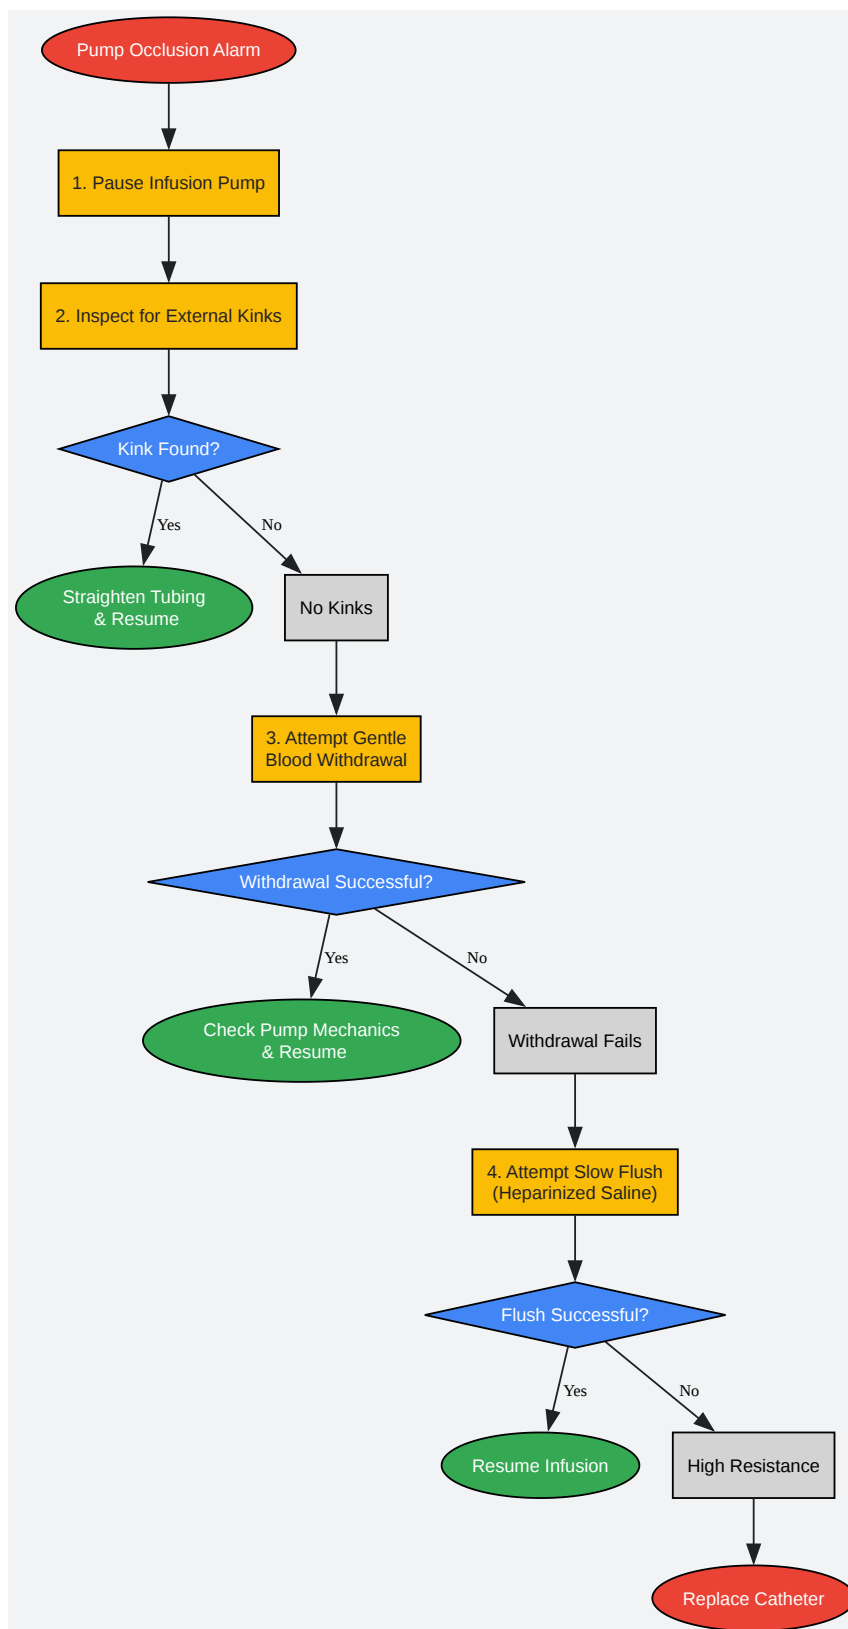 Pump Occlusion Alarm
1. Pause Infusion Pump
2. Inspect for External Kinks
Kink Found?
Yes
No
Straighten Tubing
& Resume
No Kinks
3. Attempt Gentle
Blood Withdrawal
Withdrawal Successful?
Yes
No
Check Pump Mechanics
& Resume
Withdrawal Fails
4. Attempt Slow Flush
(Heparinized Saline)
Flush Successful?
Yes
No
Resume Infusion
High Resistance
Replace Catheter